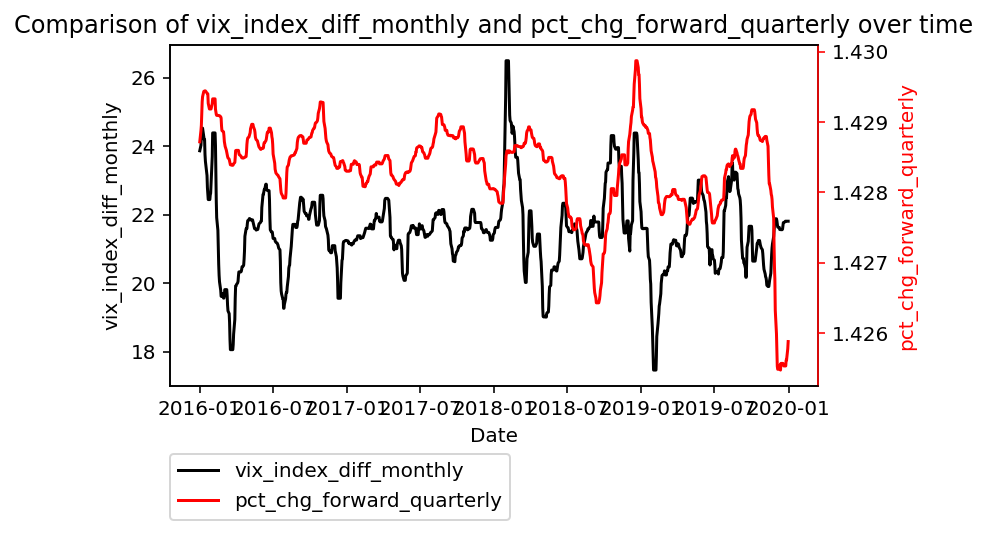 Comparison of vix_index_diff_monthly and pct_chg_forward_quarterly over time
vix_index_diff_monthly
26
24
22
20
18
1.430
1.429
1.428
1.427
1.426
pct_chg_forward_quarterly
2016-01 2016-07 2017-01 2017-07 2018-01 2018-07 2019-01 2019-07 2020-01
Date
vix_index_diff_monthly
pct_chg_forward_quarterly